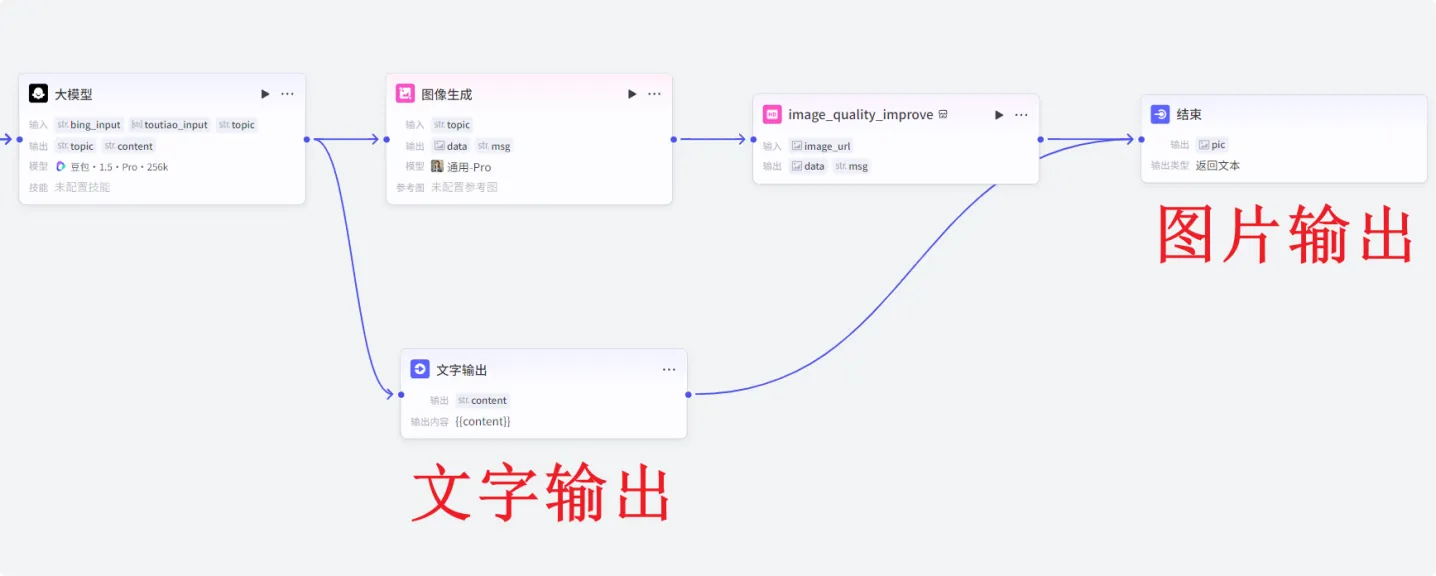 大模型
输入 str. bing_input [o] toutiao_input str. topic
输出 str. topic str. content
模型 豆包・1.5・Pro・256k
技能 未配置技能
图像生成
输入 str. topic
输出 data str. msg
模型 通用-Pro
参考图 未配置参考图
image_quality_improve
输入 image_url
输出 data str. msg
结束
输出 pic
输出类型 返回文本
图片输出
文字输出
输出 str. content
输出内容 {{content}}
文字输出